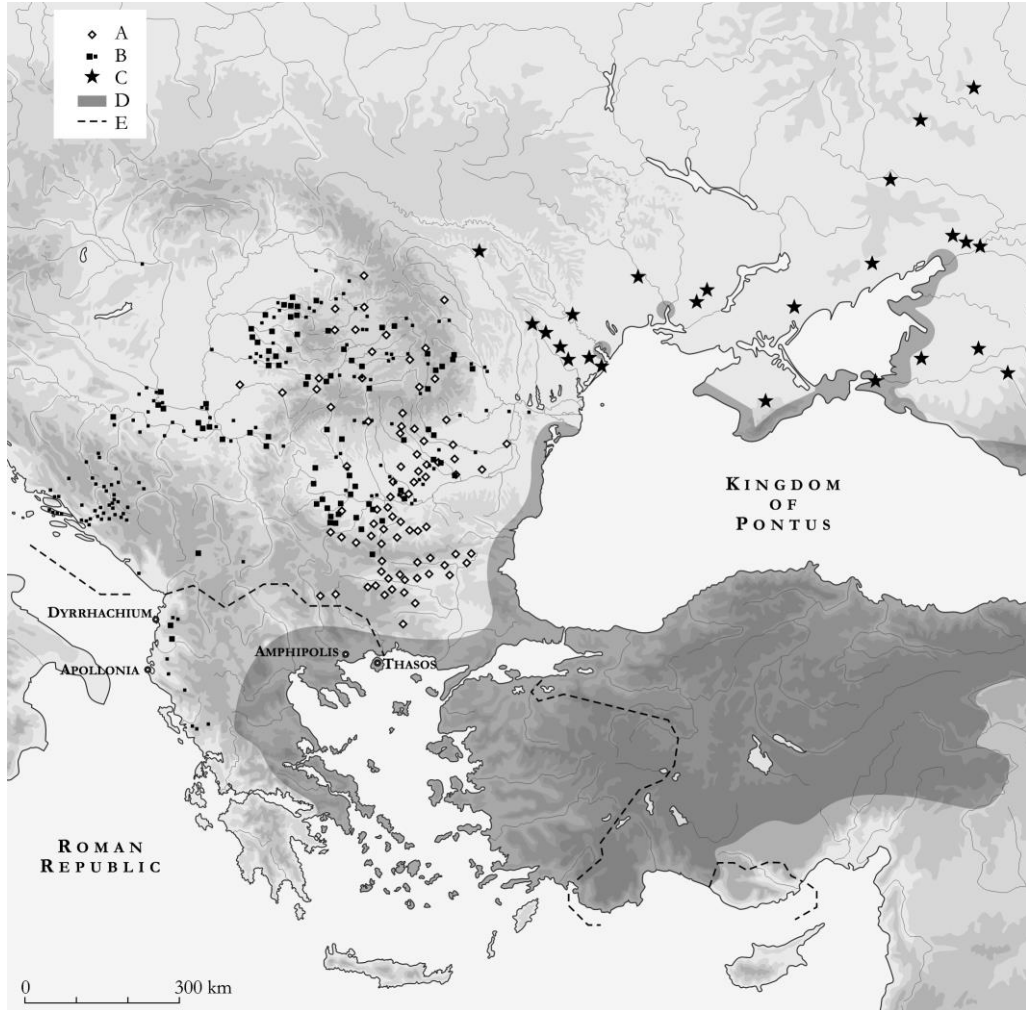 A
B
C
D
E
KINGDOM
OF
PONTUS
DYRRHACHIUM
AMPHIPOLIS
THASOS
APOLLONIA
ROMAN
REPUBLIC
0 300 km